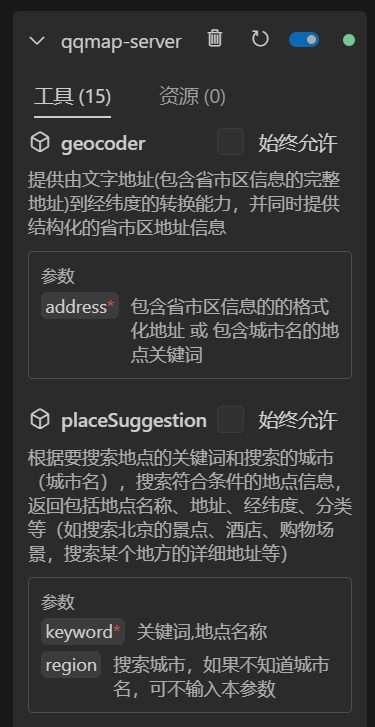 qqmap-server
工具 (15) 资源 (0)
geocoder 始终允许
提供由文字地址(包含省市区信息的完整
地址)到经纬度的转换能力，并同时提供
结构化的省市区地址信息
参数
address* 包含省市区信息的的格式
化地址 或 包含城市名的地
点关键词
placeSuggestion 始终允许
根据要搜索地点的关键词和搜索的城市
（城市名），搜索符合条件的地点信息，
返回包括地点名称、地址、经纬度、分类
等（如搜索北京的景点、酒店、购物场
景，搜索某个地方的详细地址等）
参数
keyword* 关键词,地点名称
region 搜索城市，如果不知道城市
名，可不输入本参数